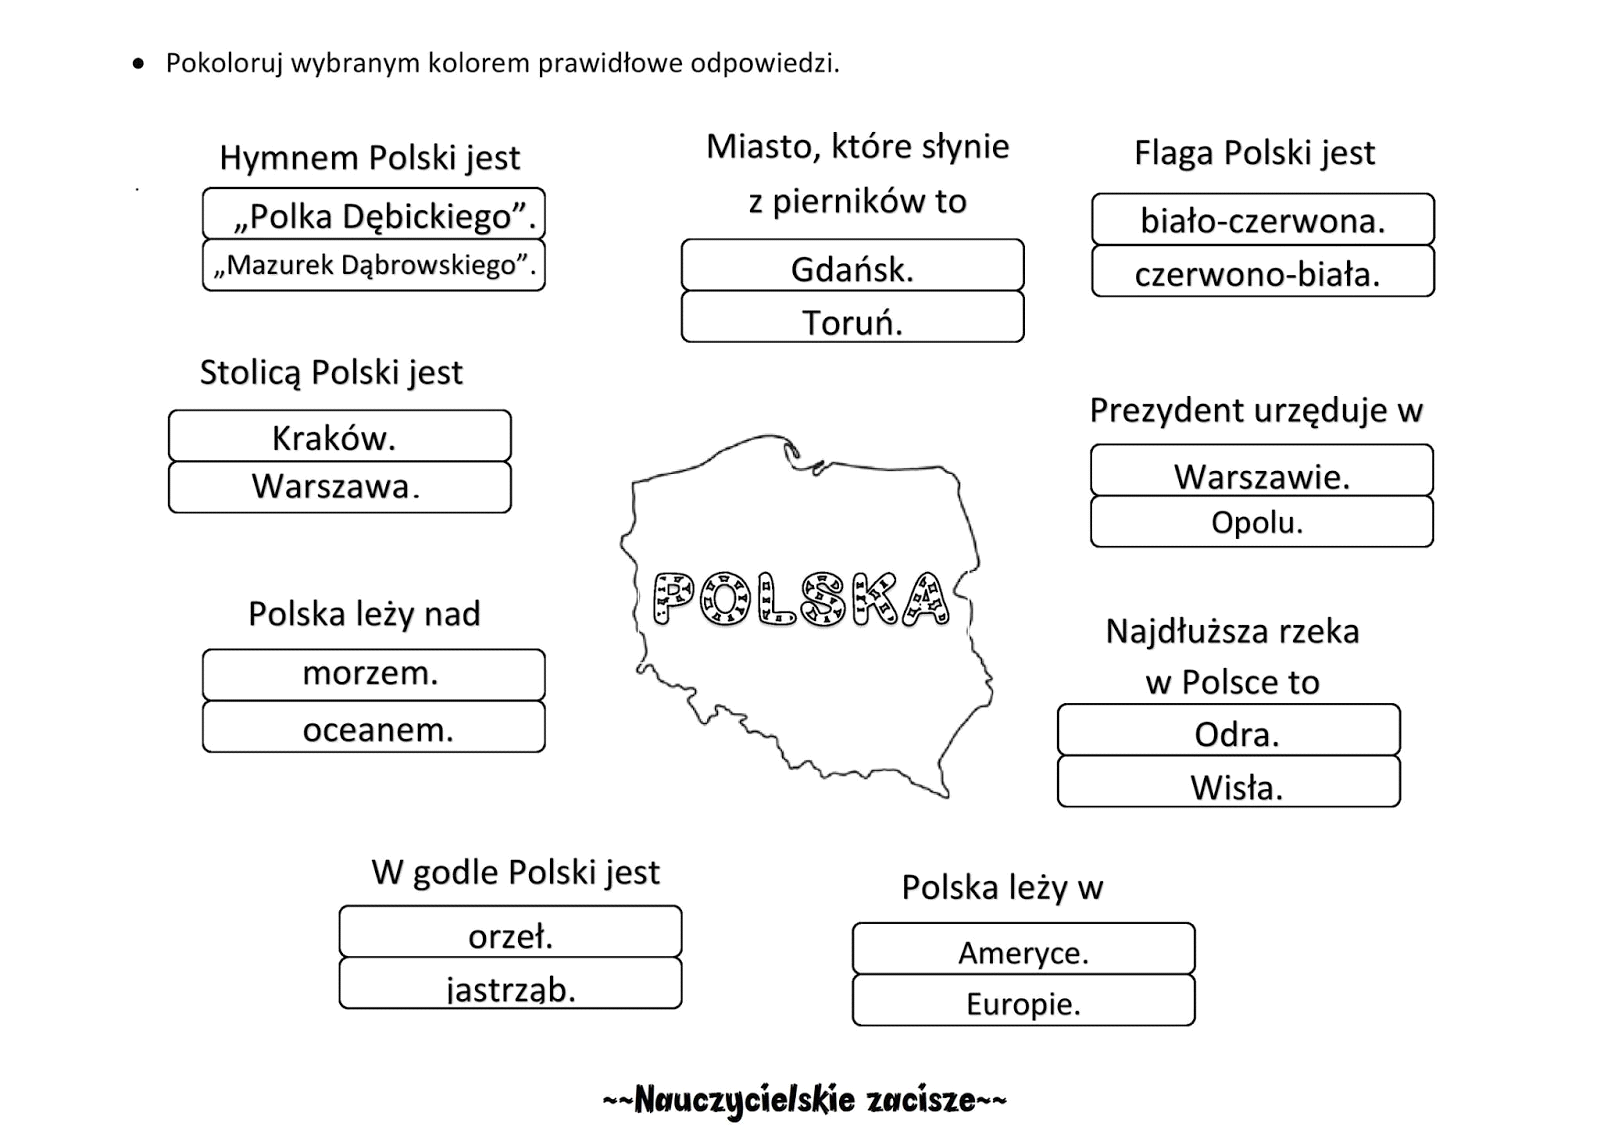 • Pokoloruj wybranym kolorem prawidłowe odpowiedzi.
Hymnem Polski jest
„Polka Dębickiego”.
„Mazurek Dąbrowskiego”.
Miasto, które słynie
z pierników to
Gdańsk.
Toruń.
Flaga Polski jest
biało-czerwona.
czerwono-biała.
Stolicą Polski jest
Kraków.
Warszawa.
Prezydent urzęduje w
Warszawie.
Opolu.
POLSKA
Polska leży nad
morzem.
oceanem.
Najdłuższa rzeka
w Polsce to
Odra.
Wisła.
W godle Polski jest
orzeł.
jastrząb.
Polska leży w
Ameryce.
Europie.
~~Nauczycielskie zacisze~~